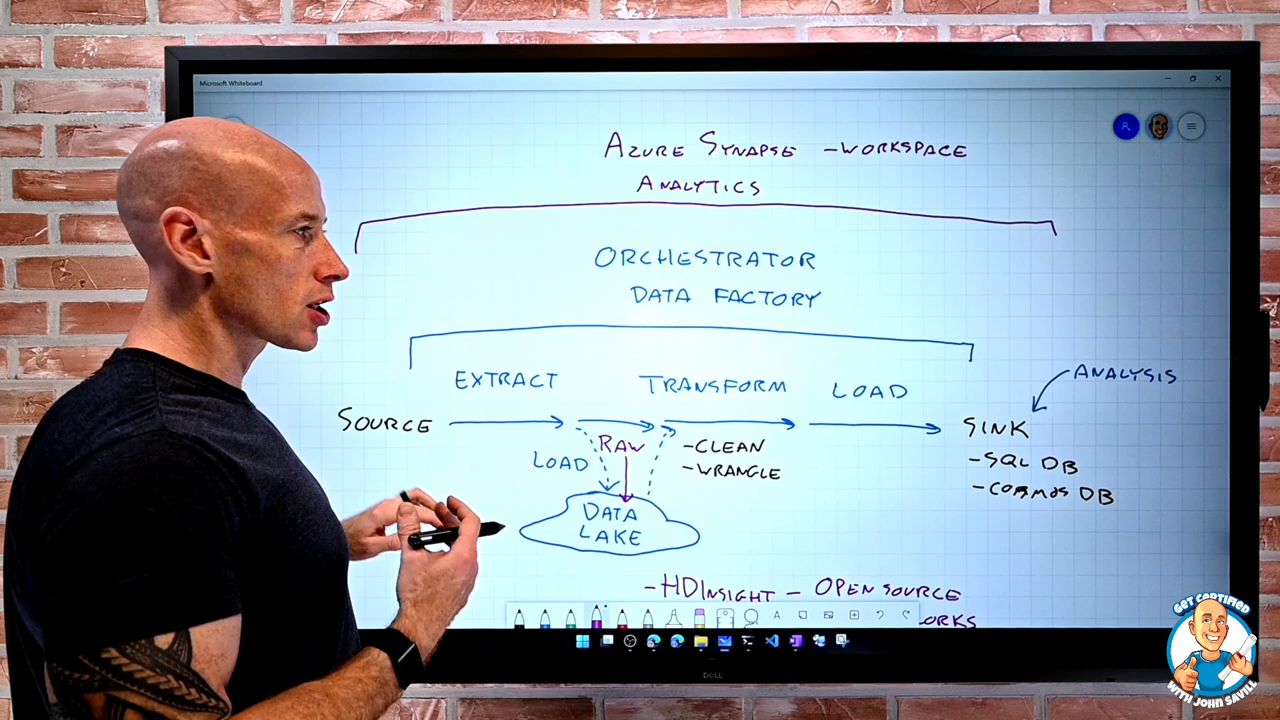 Microsoft Whiteboard
AZURE SYNAPSE - WORKSPACE
ANALYTICS
ORCHESTRATOR
DATA FACTORY
EXTRACT
TRANSFORM
LOAD
ANALYSIS
SOURCE
SINK
RAW
-CLEAN
LOAD
-WRANGLE
-SQL DB
-COSMOS DB
DATA
LAKE
-HDINSIGHT - OPEN SOURCE
ORKS
DELL
GET CERTIFIED
WITH JOHN SAVILL